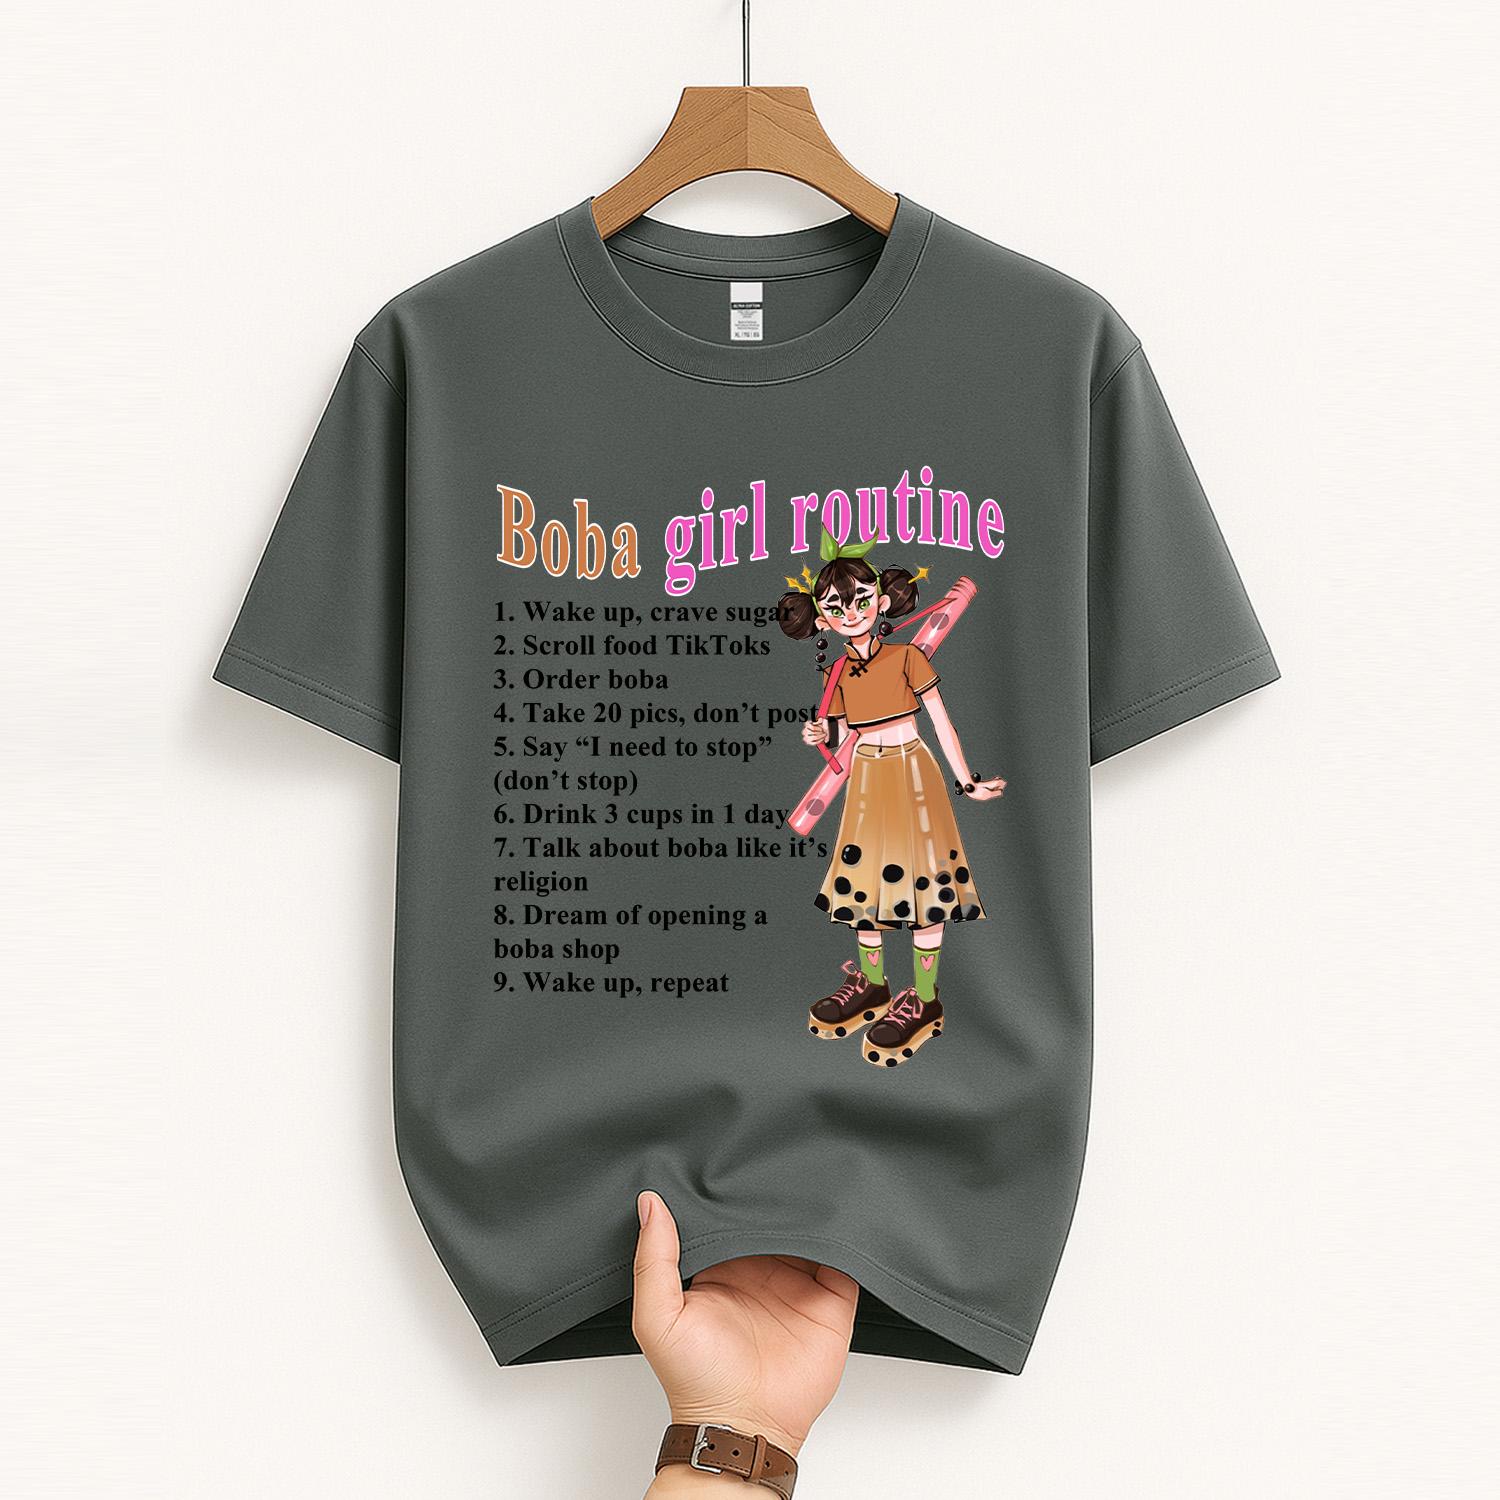 ULTRA COTTON
Boba girl routine
1. Wake up, crave sugar
2. Scroll food TikToks
3. Order boba
4. Take 20 pics, don’t post
5. Say “I need to stop”
(don’t stop)
6. Drink 3 cups in 1 day
7. Talk about boba like it’s
religion
8. Dream of opening a
boba shop
9. Wake up, repeat